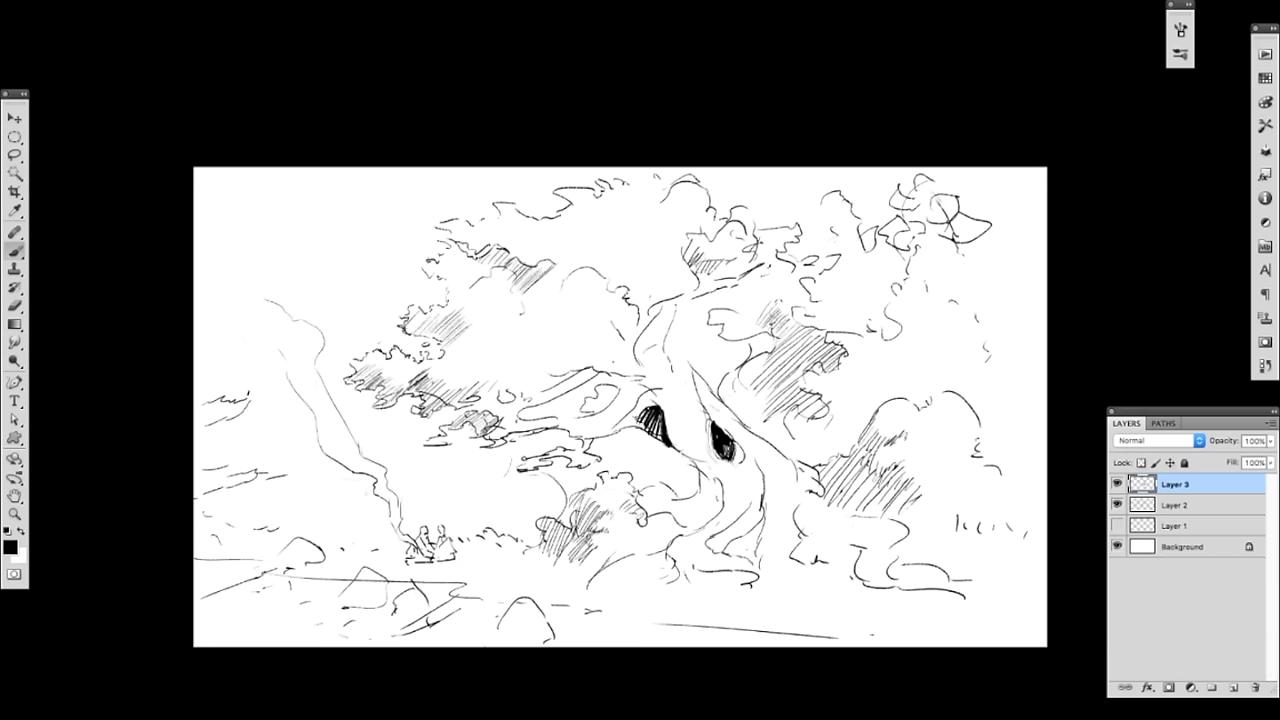 LAYERS PATHS
Normal Opacity: 100%
Lock: Fill: 100%
Layer 3
Layer 2
Layer 1
Background